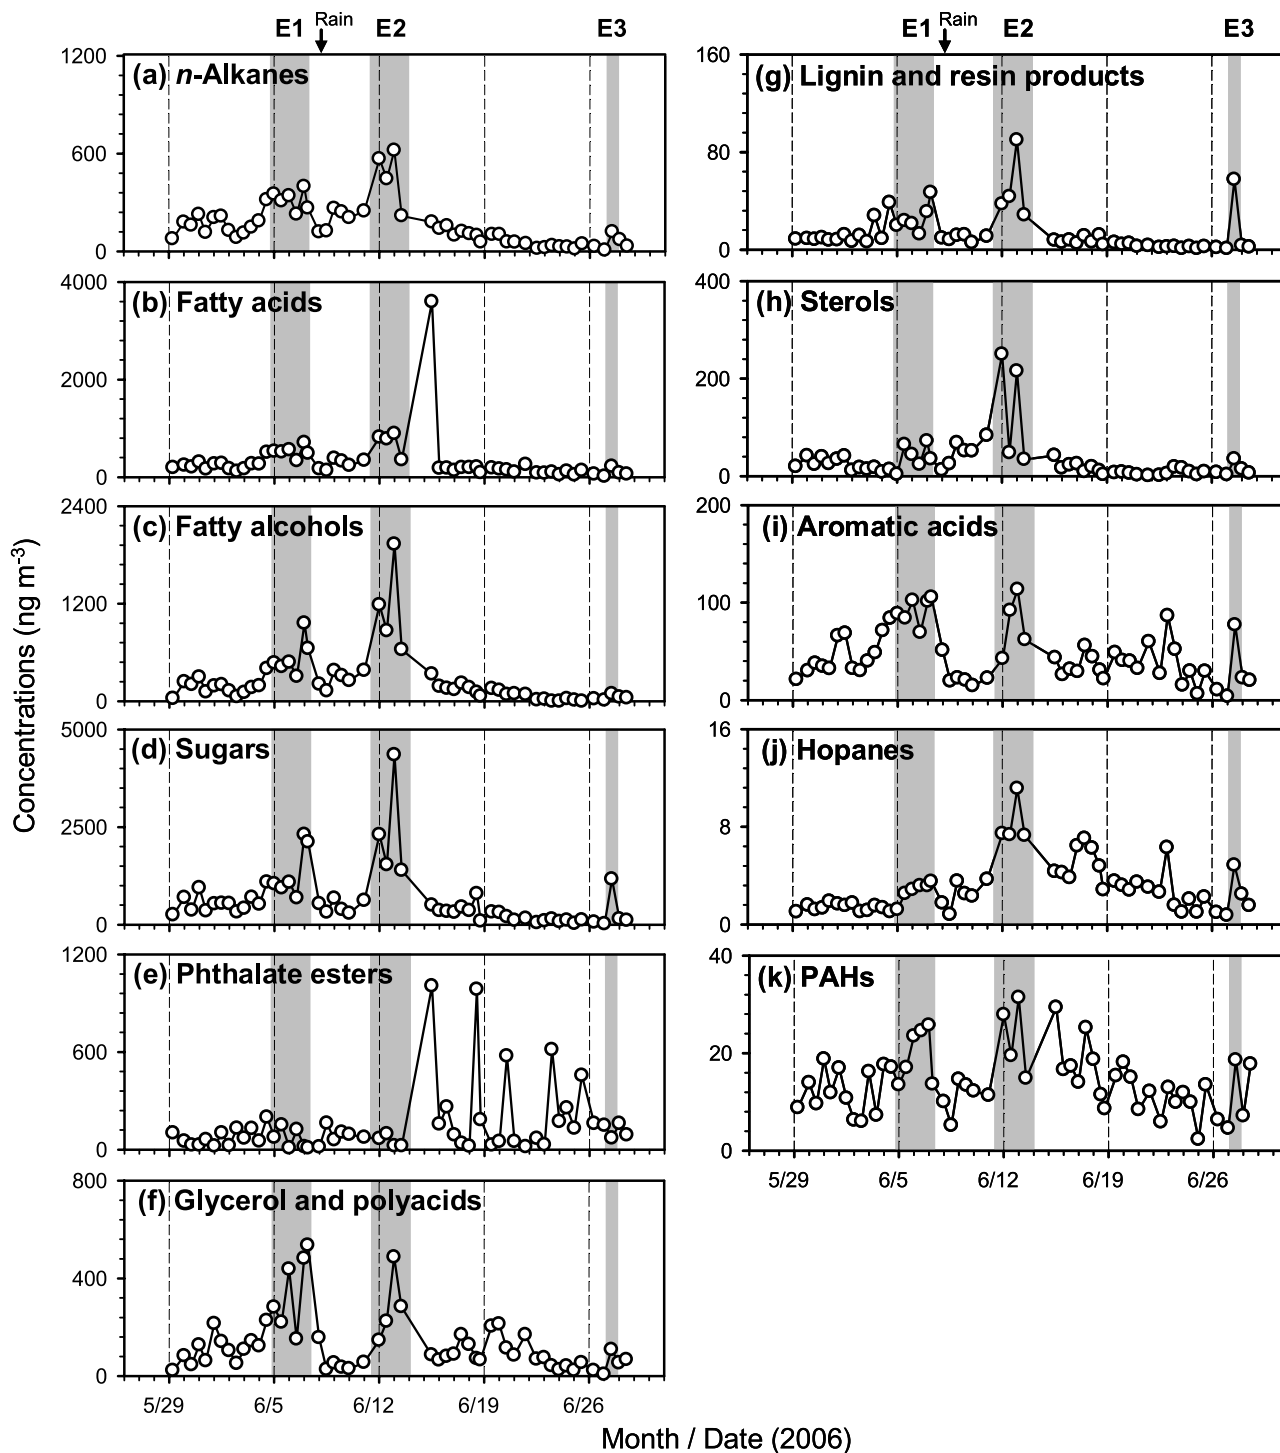 E1 Rain E2 E3
E1 Rain E2 E3
Concentrations (ng m-3)
(a) n-Alkanes
1200
600
0
(b) Fatty acids
4000
2000
0
(c) Fatty alcohols
2400
1200
0
(d) Sugars
5000
2500
0
(e) Phthalate esters
1200
600
0
(f) Glycerol and polyacids
800
400
0
5/29 6/5 6/12 6/19 6/26
(g) Lignin and resin products
160
80
0
(h) Sterols
400
200
0
(i) Aromatic acids
200
100
0
(j) Hopanes
16
8
0
(k) PAHs
40
20
0
5/29 6/5 6/12 6/19 6/26
Month / Date (2006)